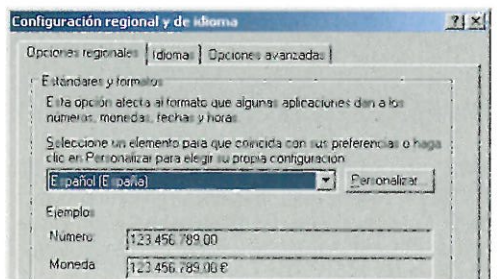 Configuración regional y de idioma
Opciones regionales Idiomas Opciones avanzadas
Estándares y formatos
Esta opción afecta al formato que algunas aplicaciones dan a los
números, monedas, fechas y horas.
Seleccione un elemento para que coincida con sus preferencias o haga
clic en Personalizar para elegir su propia configuración
Español (España)
Personalizar...
Ejemplos
Número: 123.456.789,00
Moneda 123.456.789,00 €